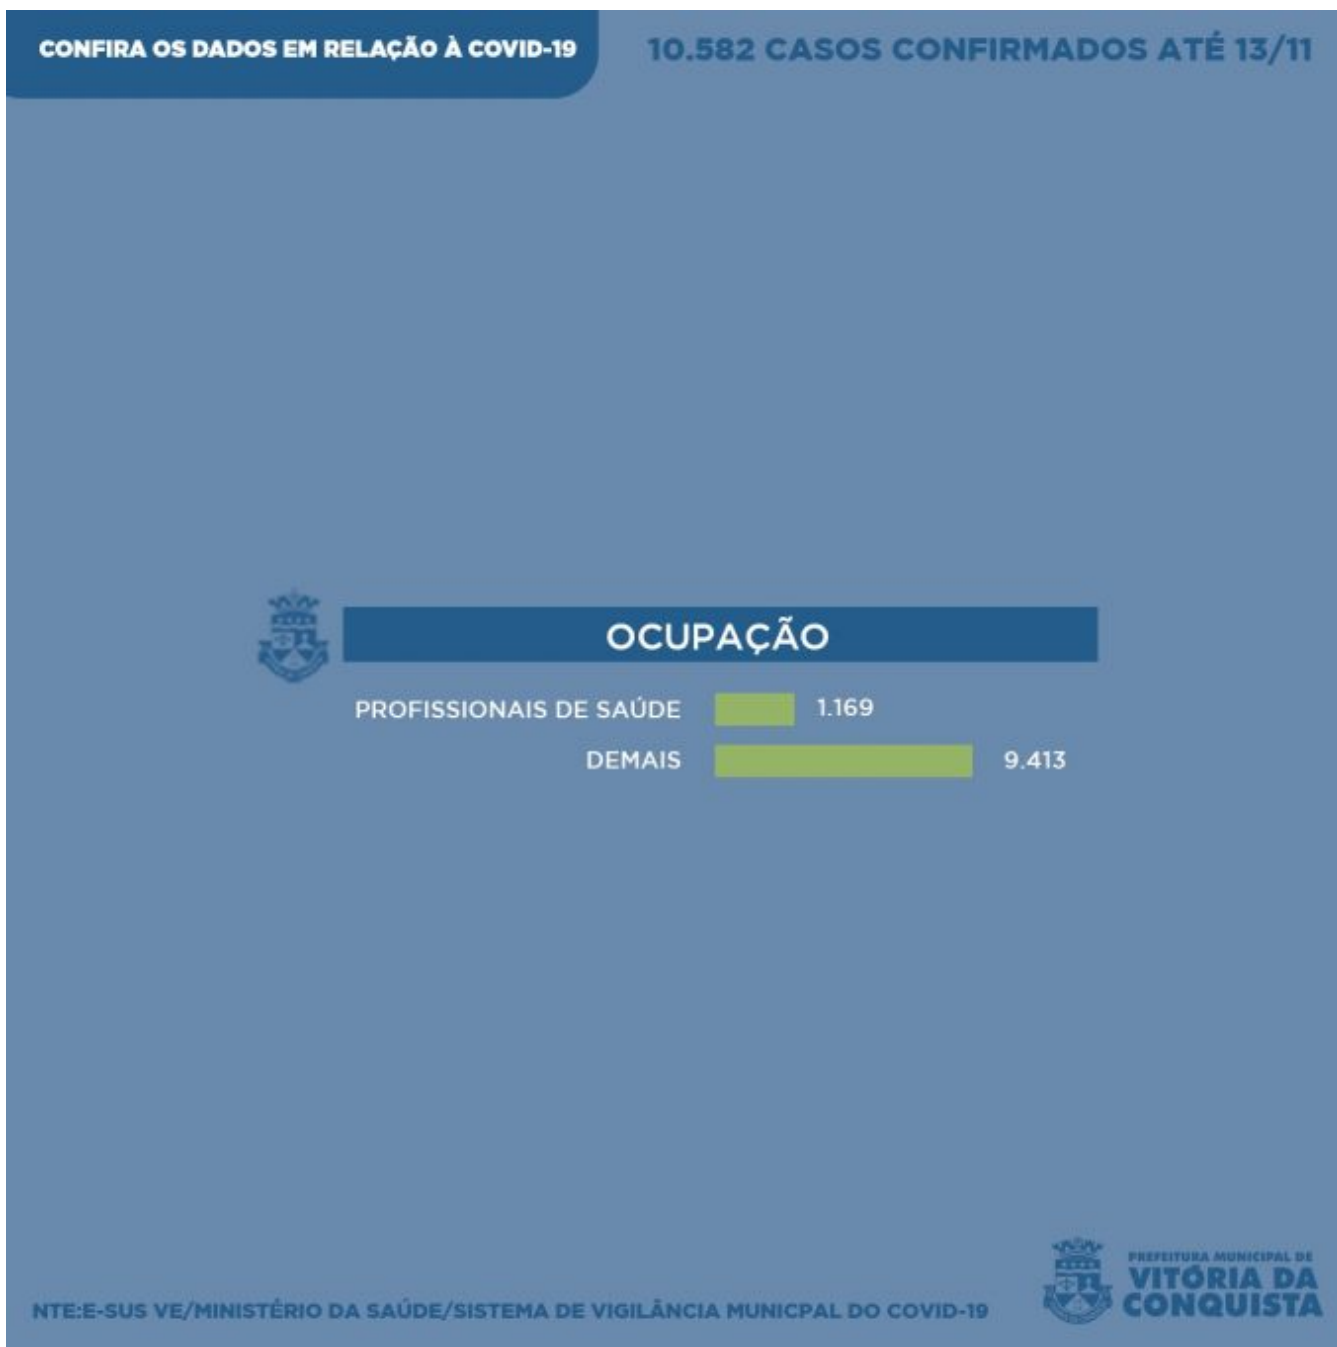 CONFIRA OS DADOS EM RELAÇÃO À COVID-19
10.582 CASOS CONFIRMADOS ATÉ 13/11
OCUPAÇÃO
PROFISSIONAIS DE SAÚDE 1.169
DEMAIS 9.413
NTE:E-SUS VE/MINISTÉRIO DA SAÚDE/SISTEMA DE VIGILÂNCIA MUNICPAL DO COVID-19
PREFEITURA MUNICIPAL DE
VITÓRIA DA
CONQUISTA